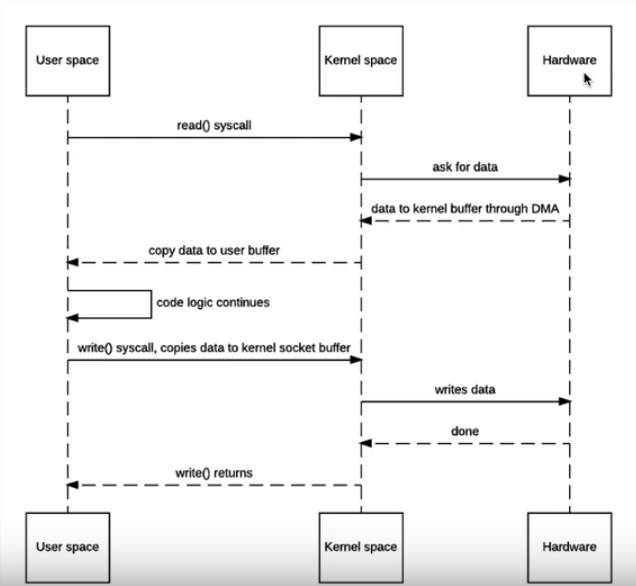 User space
Kernel space
Hardware
read() syscall
ask for data
data to kernel buffer through DMA
copy data to user buffer
code logic continues
write() syscall, copies data to kernel socket buffer
writes data
done
write() returns
User space
Kernel space
Hardware